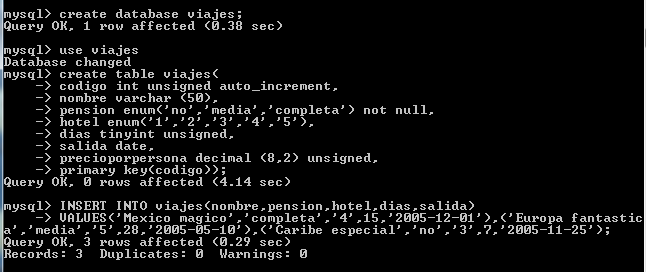 mysql> create database viajes;
Query OK, 1 row affected (0.38 sec)
mysql> use viajes
Database changed
mysql> create table viajes(
    -> codigo int unsigned auto_increment,
    -> nombre varchar (50),
    -> pension enum('no','media','completa') not null,
    -> hotel enum('1','2','3','4','5'),
    -> dias tinyint unsigned,
    -> salida date,
    -> precioporpersona decimal (8,2) unsigned,
    -> primary key(codigo));
Query OK, 0 rows affected (4.14 sec)
mysql> INSERT INTO viajes(nombre,pension,hotel,dias,salida)
    -> VALUES('Mexico magico','completa','4',15,'2005-12-01'),('Europa fantastic
a','media','5',28,'2005-05-10'),('Caribe especial','no','3',7,'2005-11-25');
Query OK, 3 rows affected (0.29 sec)
Records: 3  Duplicates: 0  Warnings: 0